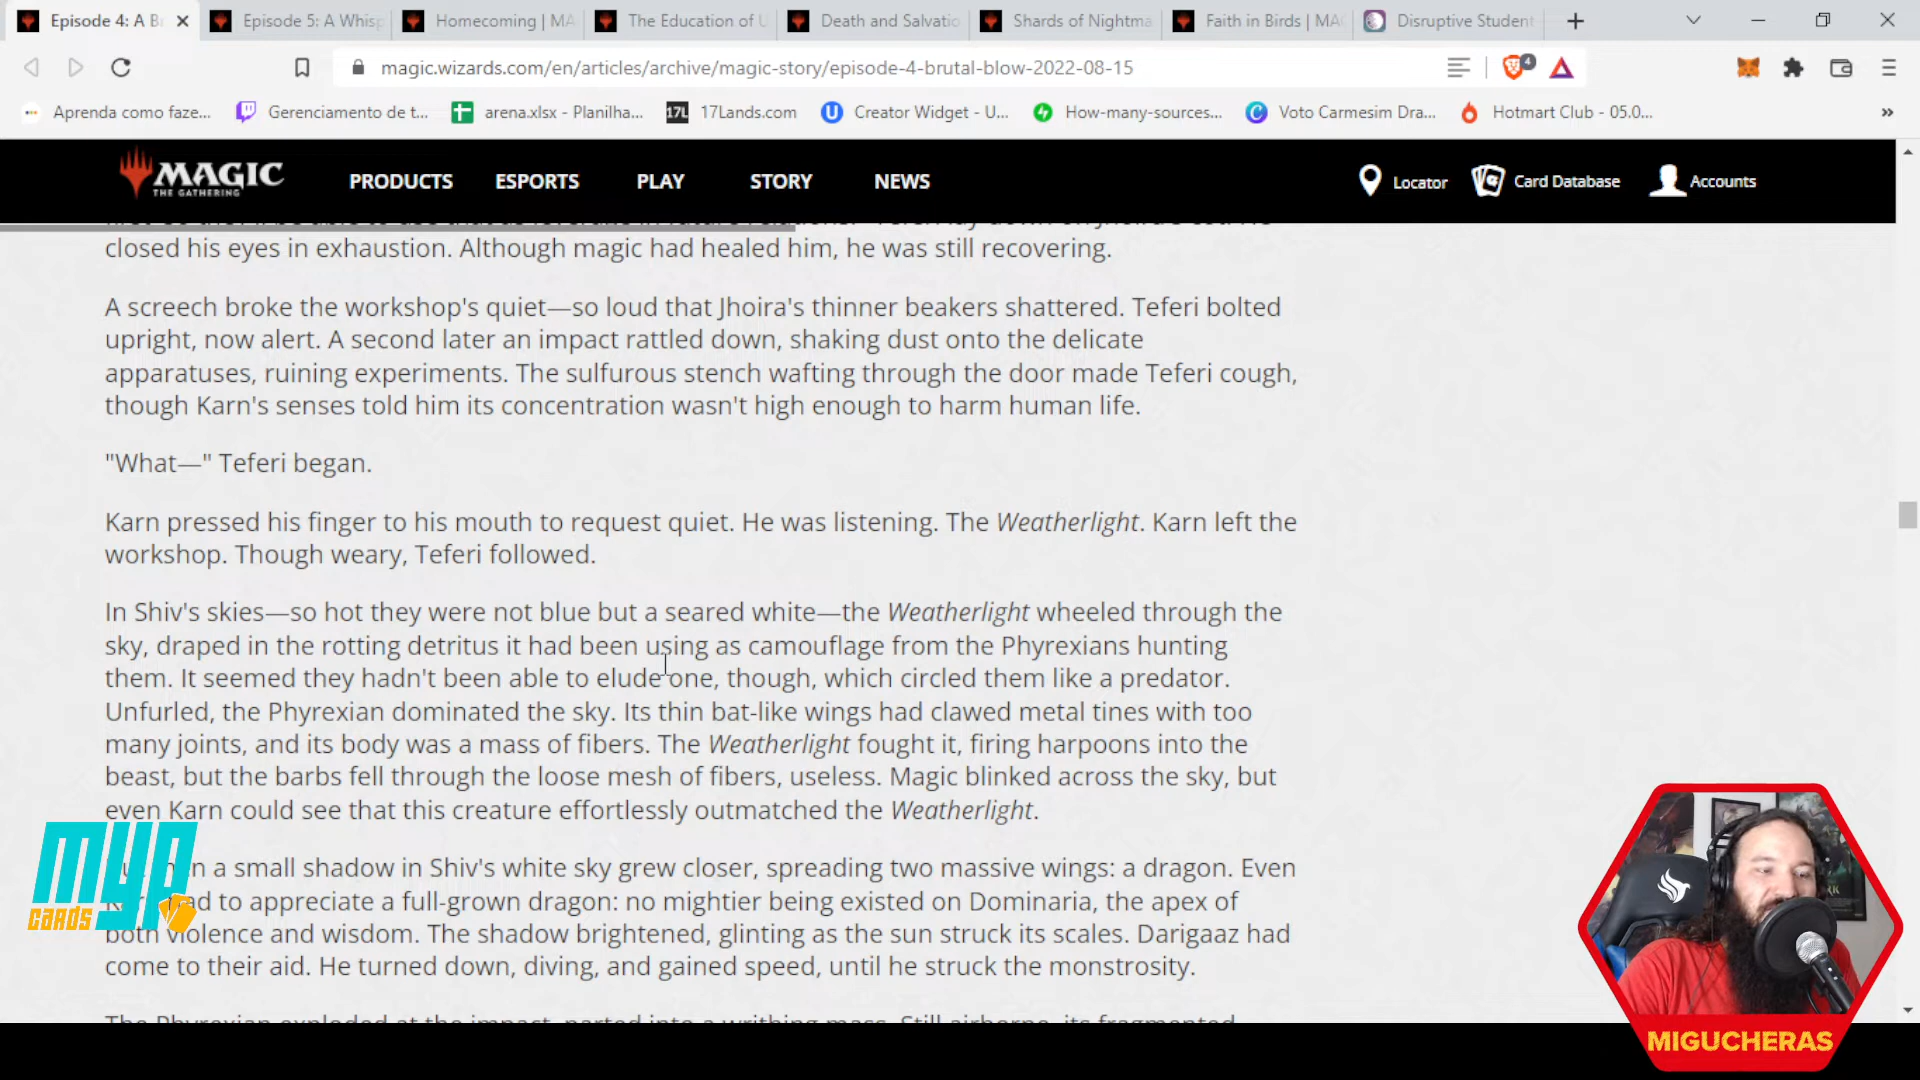 Episode 4: A B
Episode 5: A Whisp
Homecoming | MA
The Education of U
Death and Salvatio
Shards of Nightma
Faith in Birds | MA
Disruptive Student
magic.wizards.com/en/articles/archive/magic-story/episode-4-brutal-blow-2022-08-15
4
Aprenda como faze...
Gerenciamento de t...
arena.xlsx - Planilha...
17L
17Lands.com
Creator Widget - U...
How-many-sources...
Voto Carmesim Dra...
Hotmart Club - 05.0...
MAGIC
THE GATHERING
PRODUCTS
ESPORTS
PLAY
STORY
NEWS
Locator
Card Database
Accounts
closed his eyes in exhaustion. Although magic had healed him, he was still recovering.
A screech broke the workshop's quiet—so loud that Jhoira's thinner beakers shattered. Teferi bolted
upright, now alert. A second later an impact rattled down, shaking dust onto the delicate
apparatuses, ruining experiments. The sulfurous stench wafting through the door made Teferi cough,
though Karn's senses told him its concentration wasn't high enough to harm human life.
"What—" Teferi began.
Karn pressed his finger to his mouth to request quiet. He was listening. The Weatherlight. Karn left the
workshop. Though weary, Teferi followed.
In Shiv's skies—so hot they were not blue but a seared white—the Weatherlight wheeled through the
sky, draped in the rotting detritus it had been using as camouflage from the Phyrexians hunting
them. It seemed they hadn't been able to elude one, though, which circled them like a predator.
Unfurled, the Phyrexian dominated the sky. Its thin bat-like wings had clawed metal tines with too
many joints, and its body was a mass of fibers. The Weatherlight fought it, firing harpoons into the
beast, but the barbs fell through the loose mesh of fibers, useless. Magic blinked across the sky, but
even Karn could see that this creature effortlessly outmatched the Weatherlight.
a small shadow in Shiv's white sky grew closer, spreading two massive wings: a dragon. Even
to appreciate a full-grown dragon: no mightier being existed on Dominaria, the apex of
both violence and wisdom. The shadow brightened, glinting as the sun struck its scales. Darigaaz had
come to their aid. He turned down, diving, and gained speed, until he struck the monstrosity.
The Phyrexian exploded at the impact, parted into a writhing mass. Still airborne, its fragmented
MYP
CARDS
MIGUCHERAS